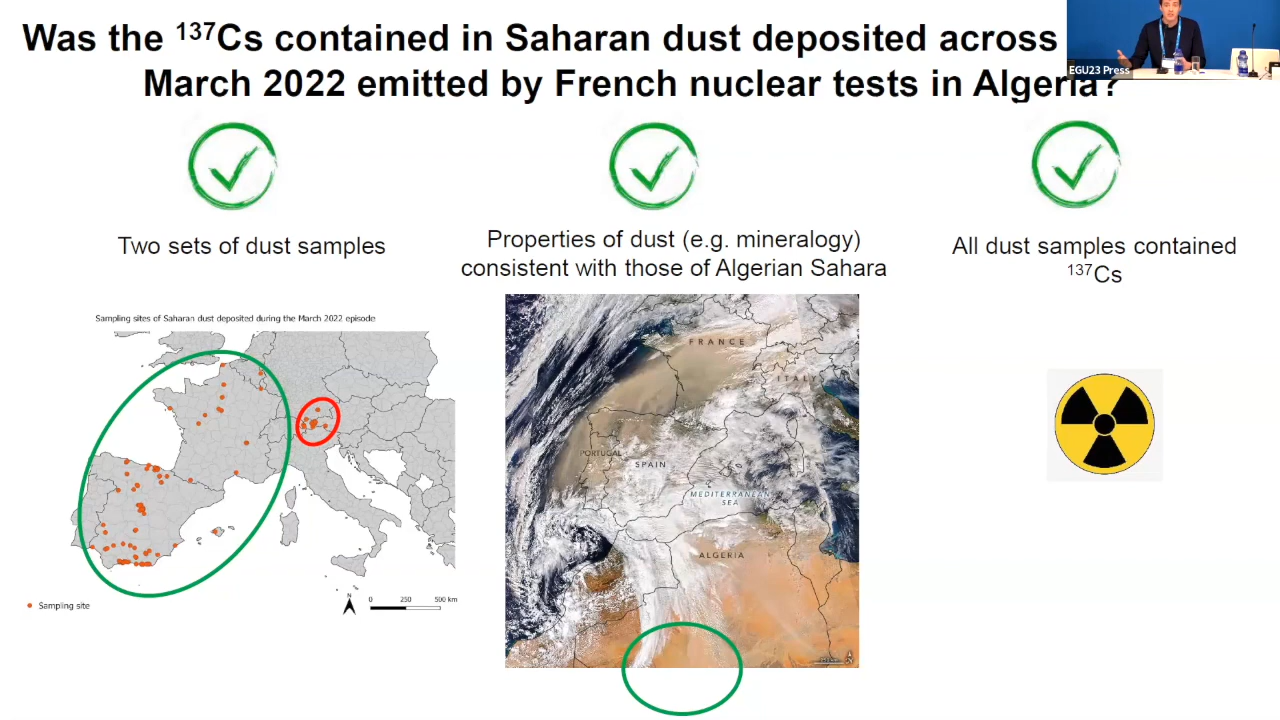 Was the ¹³⁷Cs contained in Saharan dust deposited across
EGU23 Press
March 2022 emitted by French nuclear tests in Algeria?
Two sets of dust samples
Properties of dust (e.g. mineralogy)
consistent with those of Algerian Sahara
All dust samples contained
¹³⁷Cs
Sampling sites of Saharan dust deposited during the March 2022 episode
FRANCE
ITALY
PORTUGAL
SPAIN
MEDITERRANEAN
SEA
ALGERIA
Sampling site
N
0 250 500 km